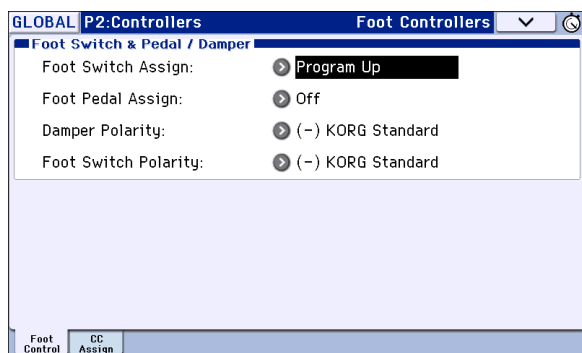 GLOBAL P2:Controllers Foot Controllers
Foot Switch & Pedal / Damper
Foot Switch Assign: Program Up
Foot Pedal Assign: Off
Damper Polarity: (-) KORG Standard
Foot Switch Polarity: (-) KORG Standard
Foot Control
CC Assign